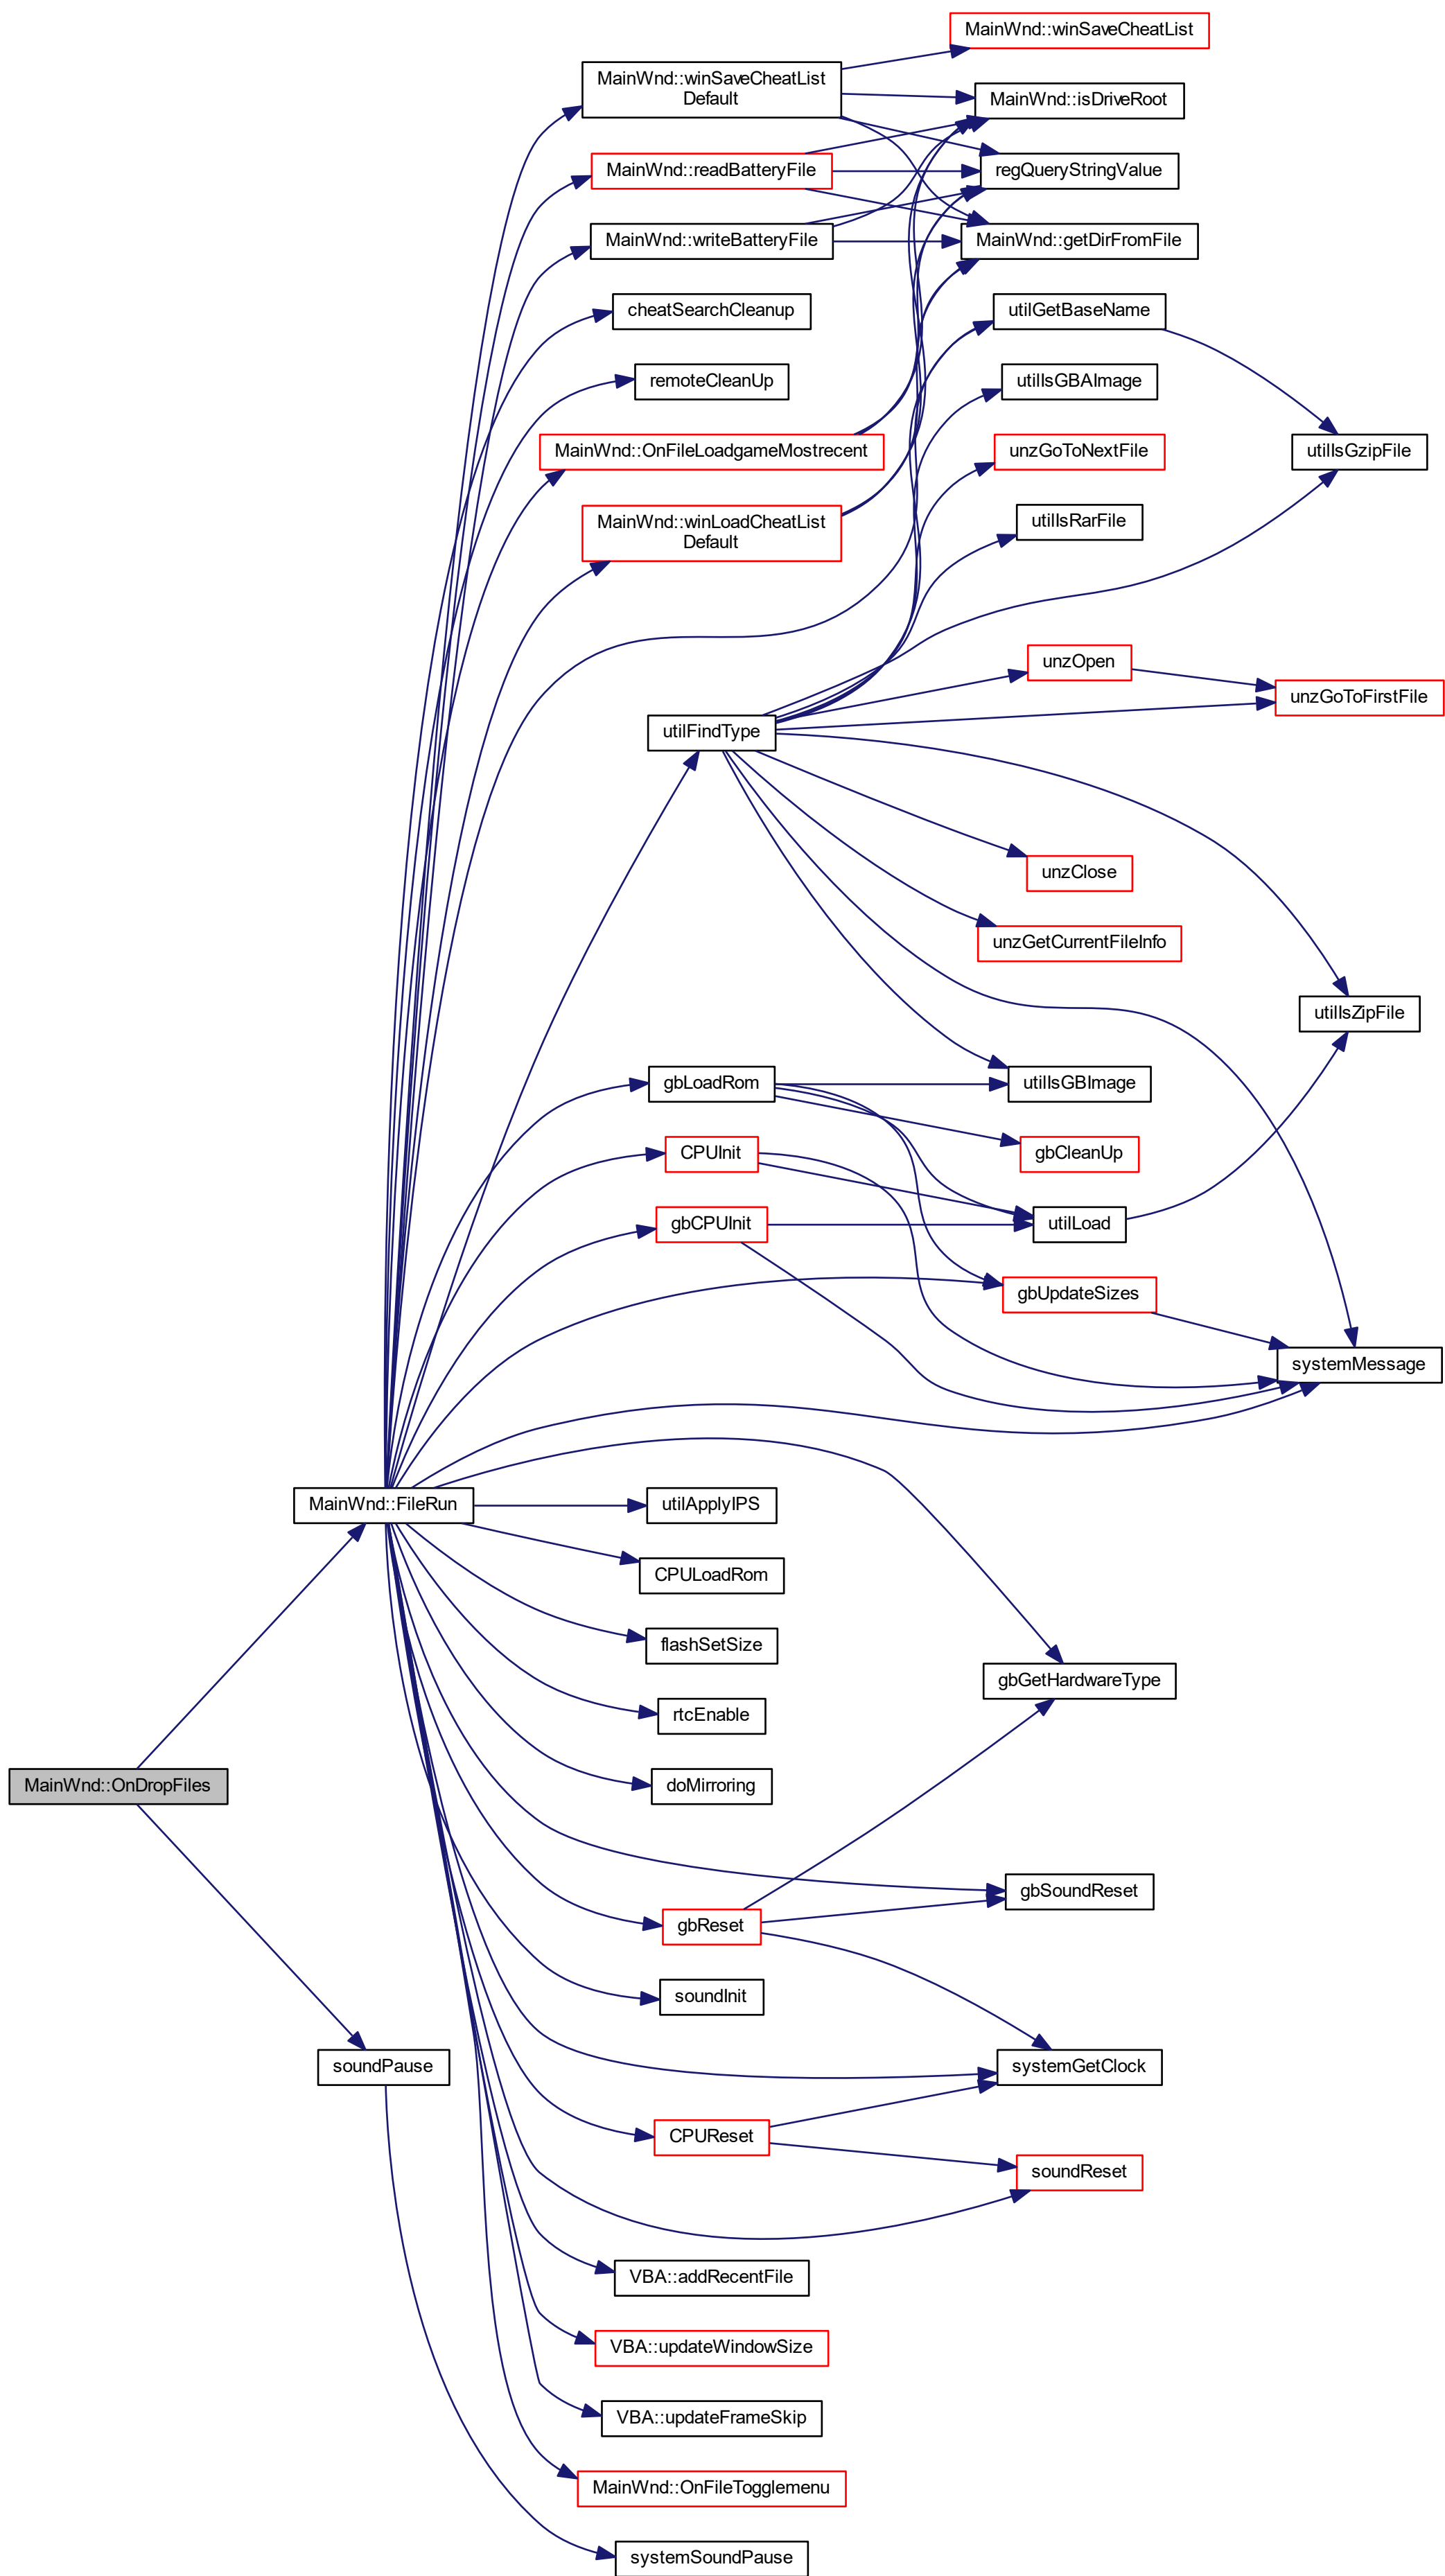 MainWnd::winSaveCheatList
MainWnd::winSaveCheatList
Default
MainWnd::isDriveRoot
MainWnd::readBatteryFile
regQueryStringValue
MainWnd::writeBatteryFile
MainWnd::getDirFromFile
cheatSearchCleanup
utilGetBaseName
remoteCleanUp
utilIsGBAImage
MainWnd::OnFileLoadgameMostrecent
unzGoToNextFile
utilIsGzipFile
MainWnd::winLoadCheatList
Default
utilIsRarFile
unzOpen
unzGoToFirstFile
utilFindType
unzClose
unzGetCurrentFileInfo
utilIsZipFile
gbLoadRom
utilIsGBImage
CPUInit
gbCleanUp
gbCPUInit
utilLoad
gbUpdateSizes
systemMessage
MainWnd::FileRun
utilApplyIPS
CPULoadRom
flashSetSize
gbGetHardwareType
rtcEnable
MainWnd::OnDropFiles
doMirroring
gbSoundReset
gbReset
soundInit
soundPause
systemGetClock
CPUReset
soundReset
VBA::addRecentFile
VBA::updateWindowSize
VBA::updateFrameSkip
MainWnd::OnFileTogglemenu
systemSoundPause